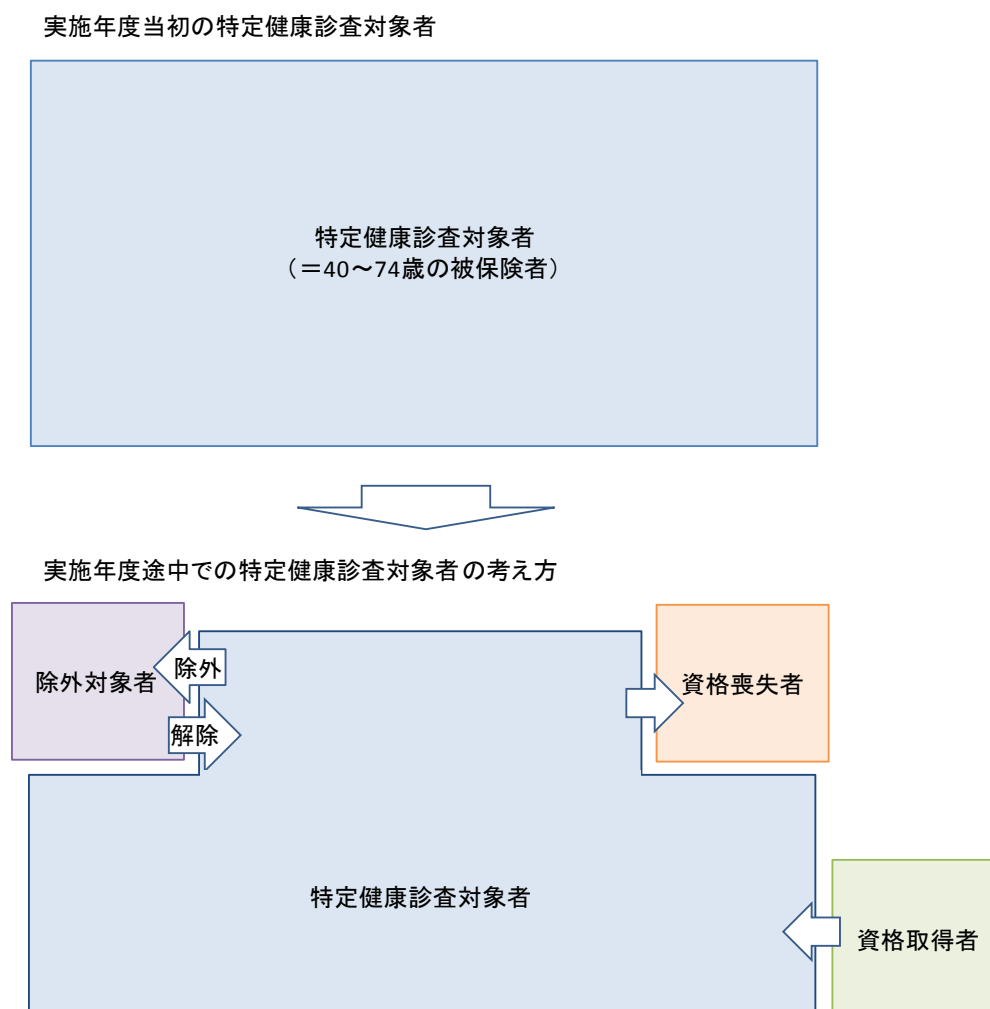 実施年度当初の特定健康診査対象者
特定健康診査対象者
（＝40～74歳の被保険者）
実施年度途中での特定健康診査対象者の考え方
除外対象者
除外
解除
資格喪失者
特定健康診査対象者
資格取得者